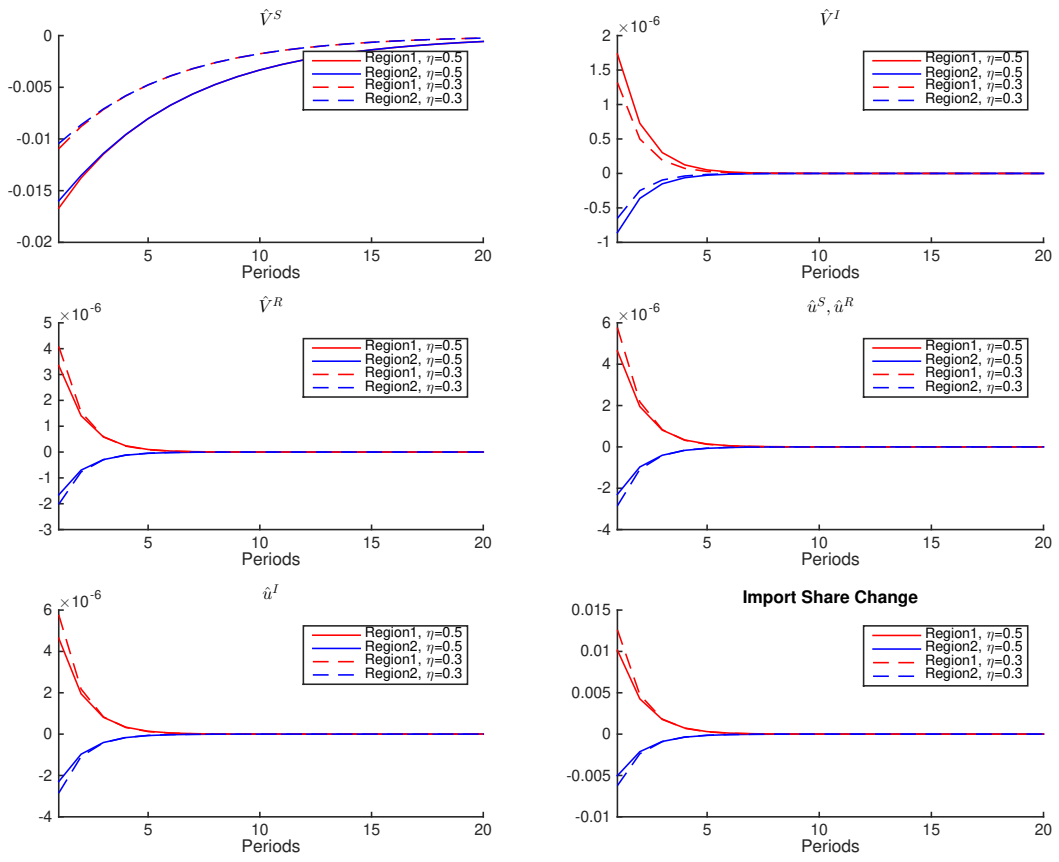 V̂^S
0
-0.005
-0.01
-0.015
-0.02
5
10
15
20
Periods
Region1, η=0.5
Region2, η=0.5
Region1, η=0.3
Region2, η=0.3
V̂^I
×10^-6
2
1.5
1
0.5
0
-0.5
-1
5
10
15
20
Periods
Region1, η=0.5
Region2, η=0.5
Region1, η=0.3
Region2, η=0.3
V̂^R
×10^-6
5
4
3
2
1
0
-1
-2
-3
5
10
15
20
Periods
Region1, η=0.5
Region2, η=0.5
Region1, η=0.3
Region2, η=0.3
û^S, û^R
×10^-6
6
4
2
0
-2
-4
5
10
15
20
Periods
Region1, η=0.5
Region2, η=0.5
Region1, η=0.3
Region2, η=0.3
û^I
×10^-6
6
4
2
0
-2
-4
5
10
15
20
Periods
Region1, η=0.5
Region2, η=0.5
Region1, η=0.3
Region2, η=0.3
Import Share Change
0.015
0.01
0.005
0
-0.005
-0.01
5
10
15
20
Periods
Region1, η=0.5
Region2, η=0.5
Region1, η=0.3
Region2, η=0.3